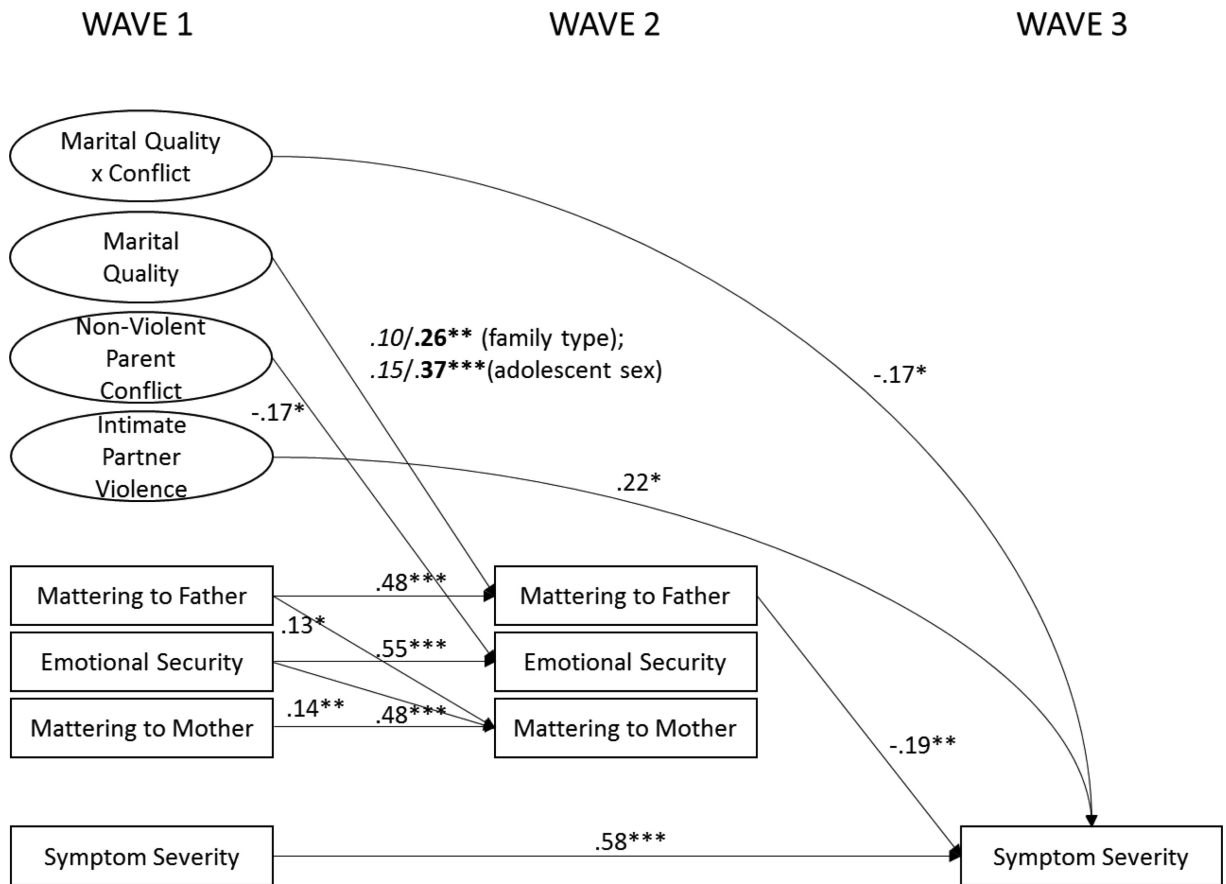 WAVE 1
WAVE 2
WAVE 3
Marital Quality
x Conflict
Marital
Quality
Non-Violent
Parent
Conflict
Intimate
Partner
Violence
.10/.26** (family type);
.15/.37***(adolescent sex)
-.17*
-.17*
.22*
Mattering to Father
.48***
Mattering to Father
.13*
Emotional Security
.55***
Emotional Security
Mattering to Mother
.14**
.48***
Mattering to Mother
-.19**
Symptom Severity
.58***
Symptom Severity